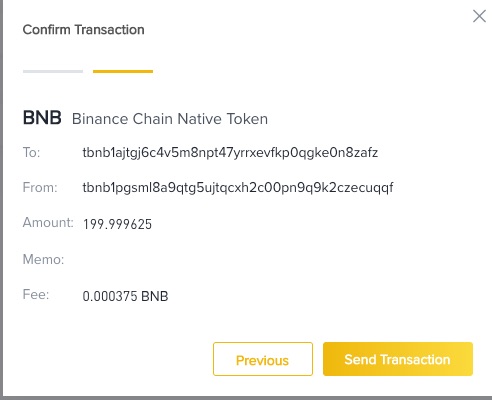 Confirm Transaction
BNB Binance Chain Native Token
To: tbnb1ajtgj6c4v5m8npt47yrrxevfkp0qgke0n8zafz
From: tbnb1pgsml8a9qtg5ujtqcxh2c00pn9q9k2czecuqqf
Amount: 199.999625
Memo:
Fee: 0.000375 BNB
Previous Send Transaction